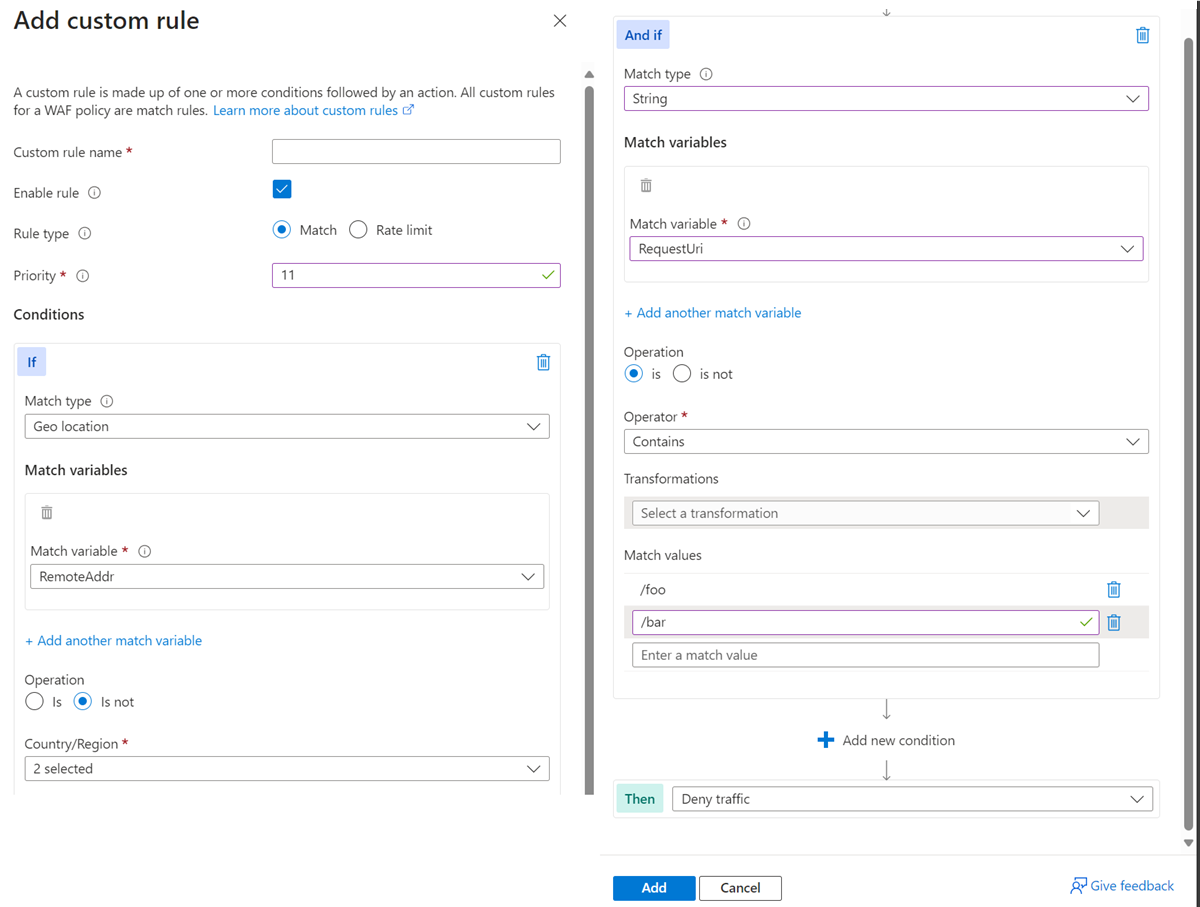 Add custom rule
A custom rule is made up of one or more conditions followed by an action. All custom rules
for a WAF policy are match rules. Learn more about custom rules
Custom rule name *
Enable rule
Rule type
Match
Rate limit
Priority *
11
Conditions
If
Match type
Geo location
Match variables
Match variable *
RemoteAddr
+ Add another match variable
Operation
Is
Is not
Country/Region *
2 selected
And if
Match type
String
Match variables
Match variable *
RequestUri
+ Add another match variable
Operation
is
is not
Operator *
Contains
Transformations
Select a transformation
Match values
/foo
/bar
Enter a match value
Add new condition
Then
Deny traffic
Add
Cancel
Give feedback